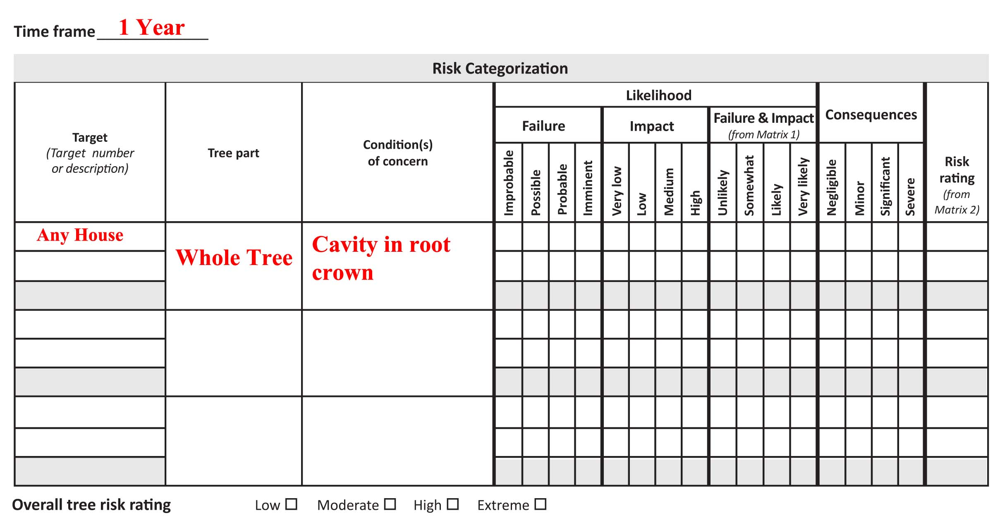 Time frame 1 Year
Risk Categorization
Likelihood
Failure
Impact
Failure & Impact
(from Matrix 1)
Consequences
Target
(Target number
or description)
Tree part
Condition(s)
of concern
Improbable
Possible
Probable
Imminent
Very low
Low
Medium
High
Unlikely
Somewhat
Likely
Very likely
Negligible
Minor
Significant
Severe
Risk
rating
(from
Matrix 2)
Any House
Whole Tree
Cavity in root
crown
Overall tree risk rating Low Moderate High Extreme